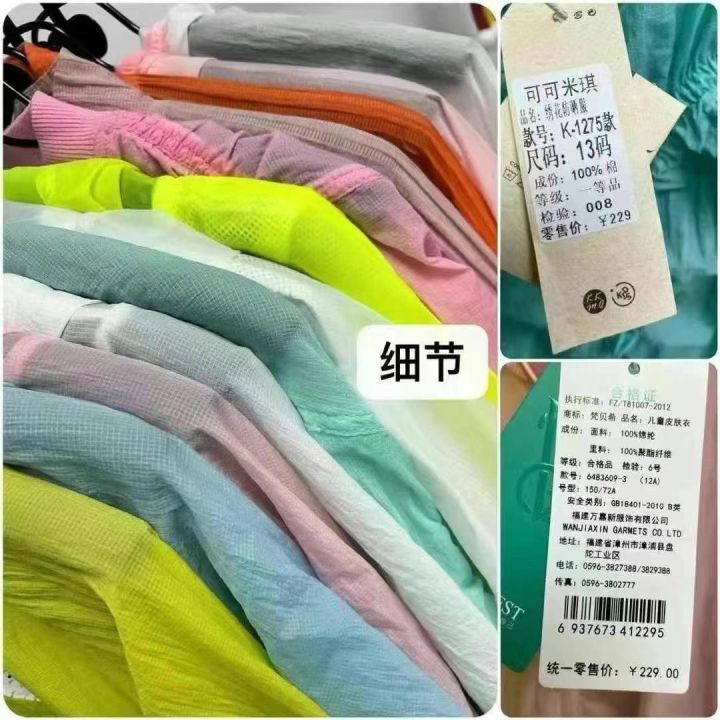 细节
可可米琪
品名：绣花防晒服
款号：K-1275款
尺码：13码
成份：100%棉
等级：一等品
检验：008
零售价：￥229
合格证
执行标准：FZ/T81007-2012
商标：梵贝希 品名：儿童皮肤衣
成份：面料：100%锦纶
里料：100%聚酯纤维
等级：合格品 检验：6号
款号：6483609-3 (12A)
号型：150/72A
安全类别：GB18401-2010 B类
福建万嘉新服饰有限公司
WANJIAXIN GARMETS CO LTD
地址：福建省漳州市漳浦县盘
陀工业区
电话：0596-3827388/3829388
传真：0596-3802777
6 937673 412295
统一零售价：￥229.00